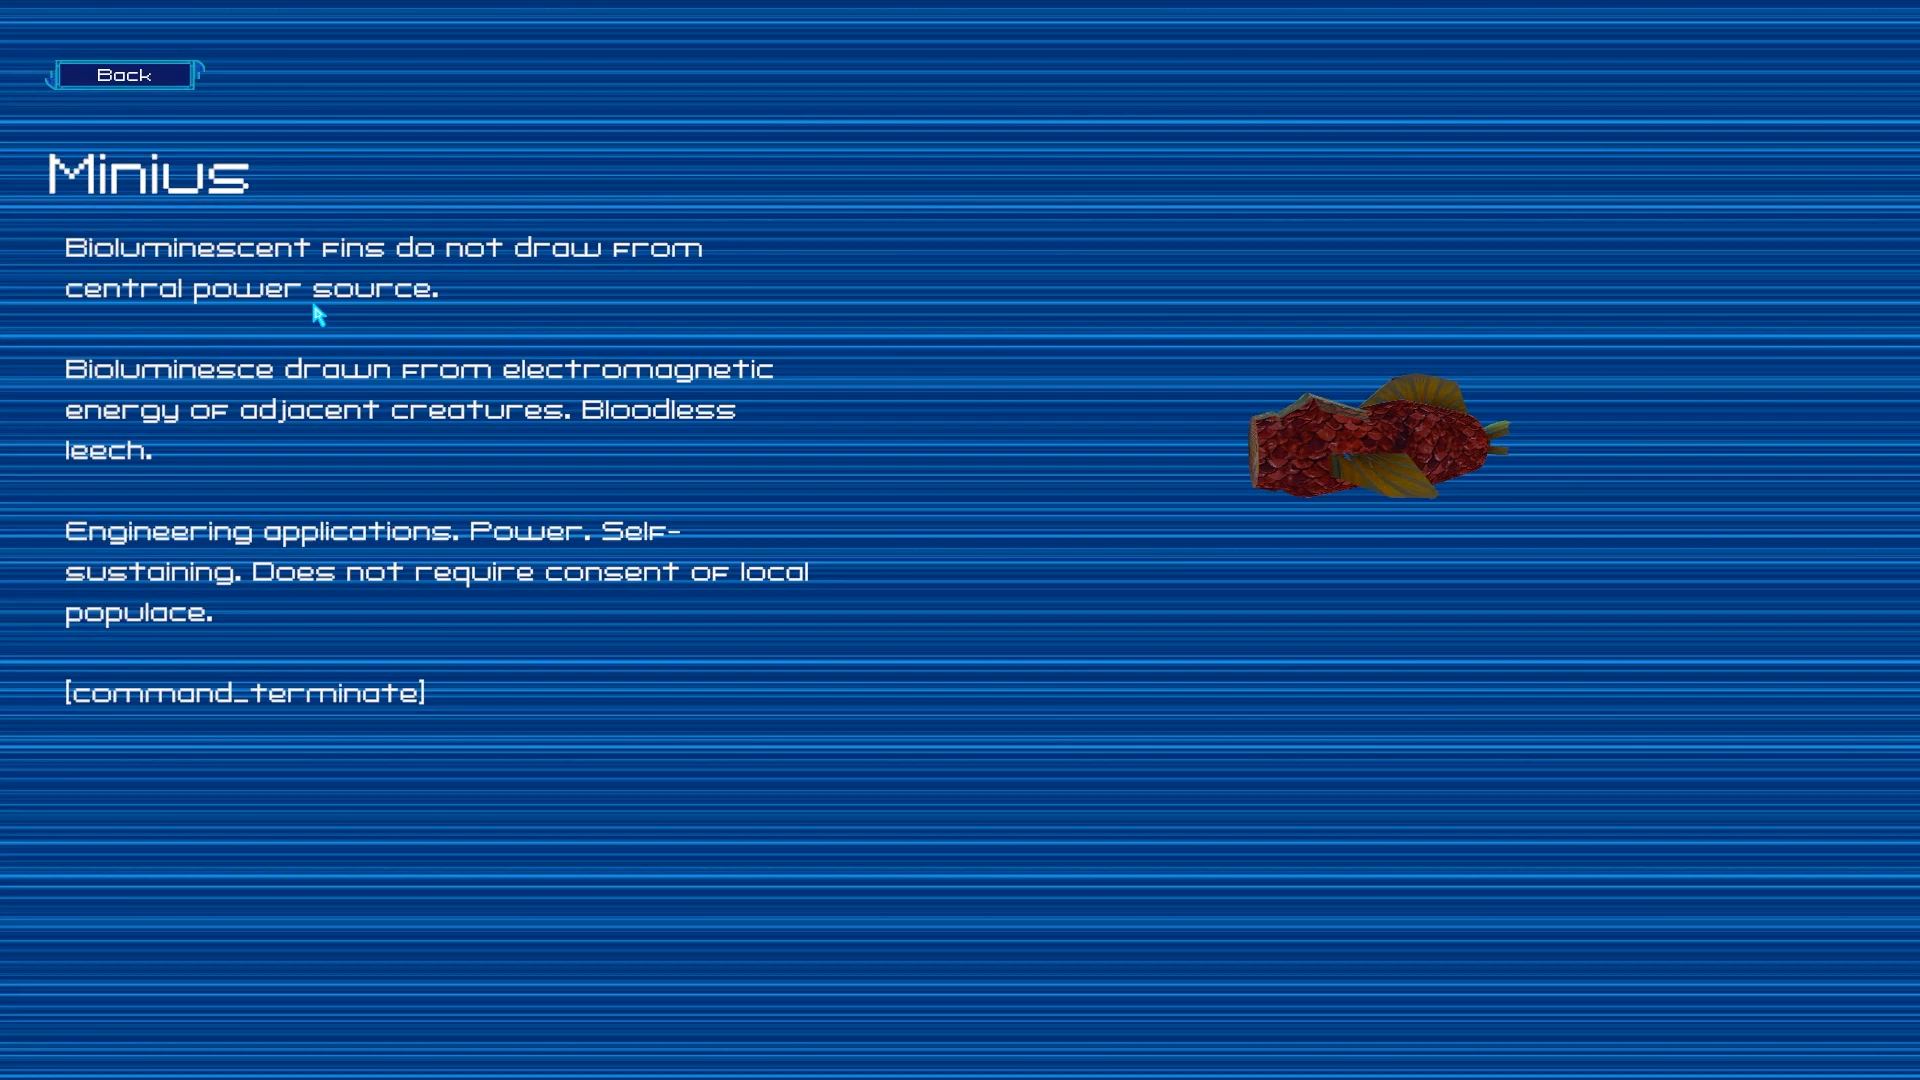 Back
Minius
Bioluminescent fins do not draw from
central power source.
Bioluminesce drawn from electromagnetic
energy of adjacent creatures. Bloodless
leech.
Engineering applications. Power. Self-
sustaining. Does not require consent of local
populace.
[command_terminate]